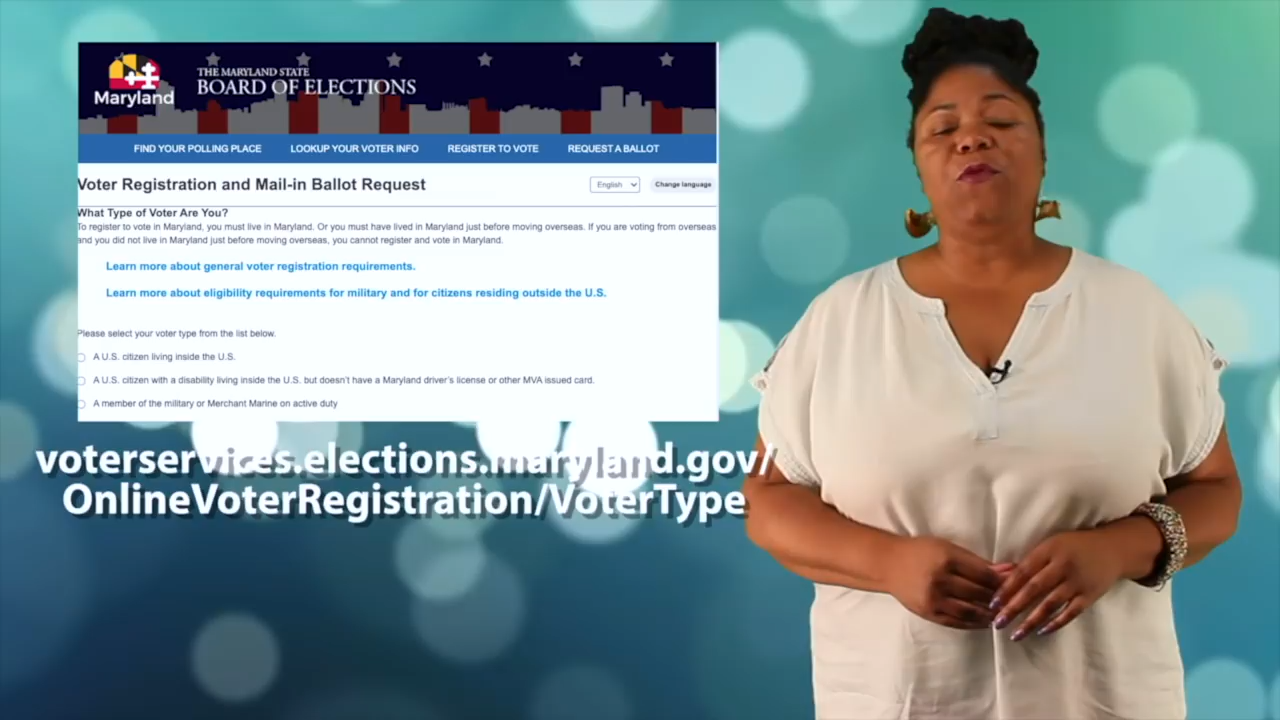 Maryland
THE MARYLAND STATE
BOARD OF ELECTIONS
FIND YOUR POLLING PLACE LOOKUP YOUR VOTER INFO REGISTER TO VOTE REQUEST A BALLOT
Voter Registration and Mail-in Ballot Request
English Change language
What Type of Voter Are You?
To register to vote in Maryland, you must live in Maryland. Or you must have lived in Maryland just before moving overseas. If you are voting from overseas
and you did not live in Maryland just before moving overseas, you cannot register and vote in Maryland.
Learn more about general voter registration requirements.
Learn more about eligibility requirements for military and for citizens residing outside the U.S.
Please select your voter type from the list below.
A U.S. citizen living inside the U.S.
A U.S. citizen with a disability living inside the U.S. but doesn't have a Maryland driver's license or other MVA issued card.
A member of the military or Merchant Marine on active duty
voterservices.elections.maryland.gov/
OnlineVoterRegistration/VoterType